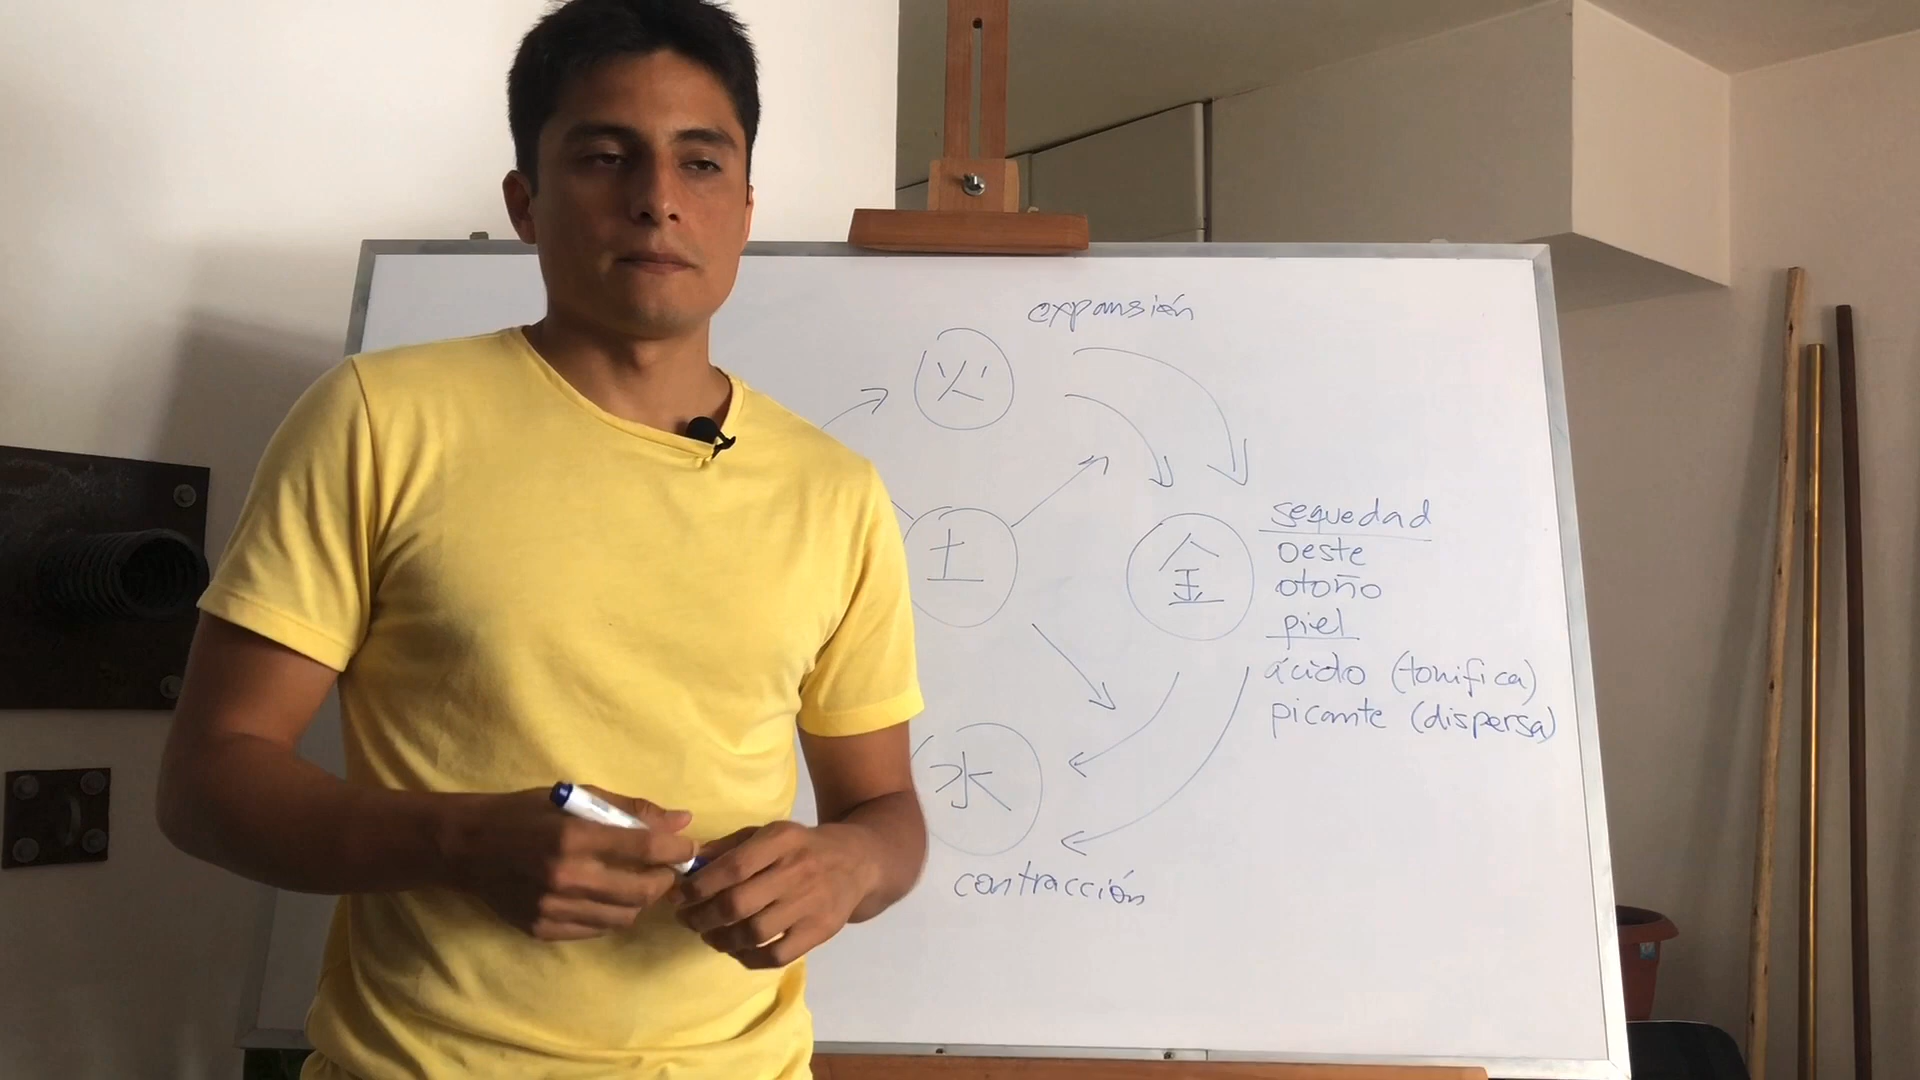 expansión
火
土
金
sequedad
oeste
otoño
piel
ácido (tonifica)
picante (dispersa)
水
contracción